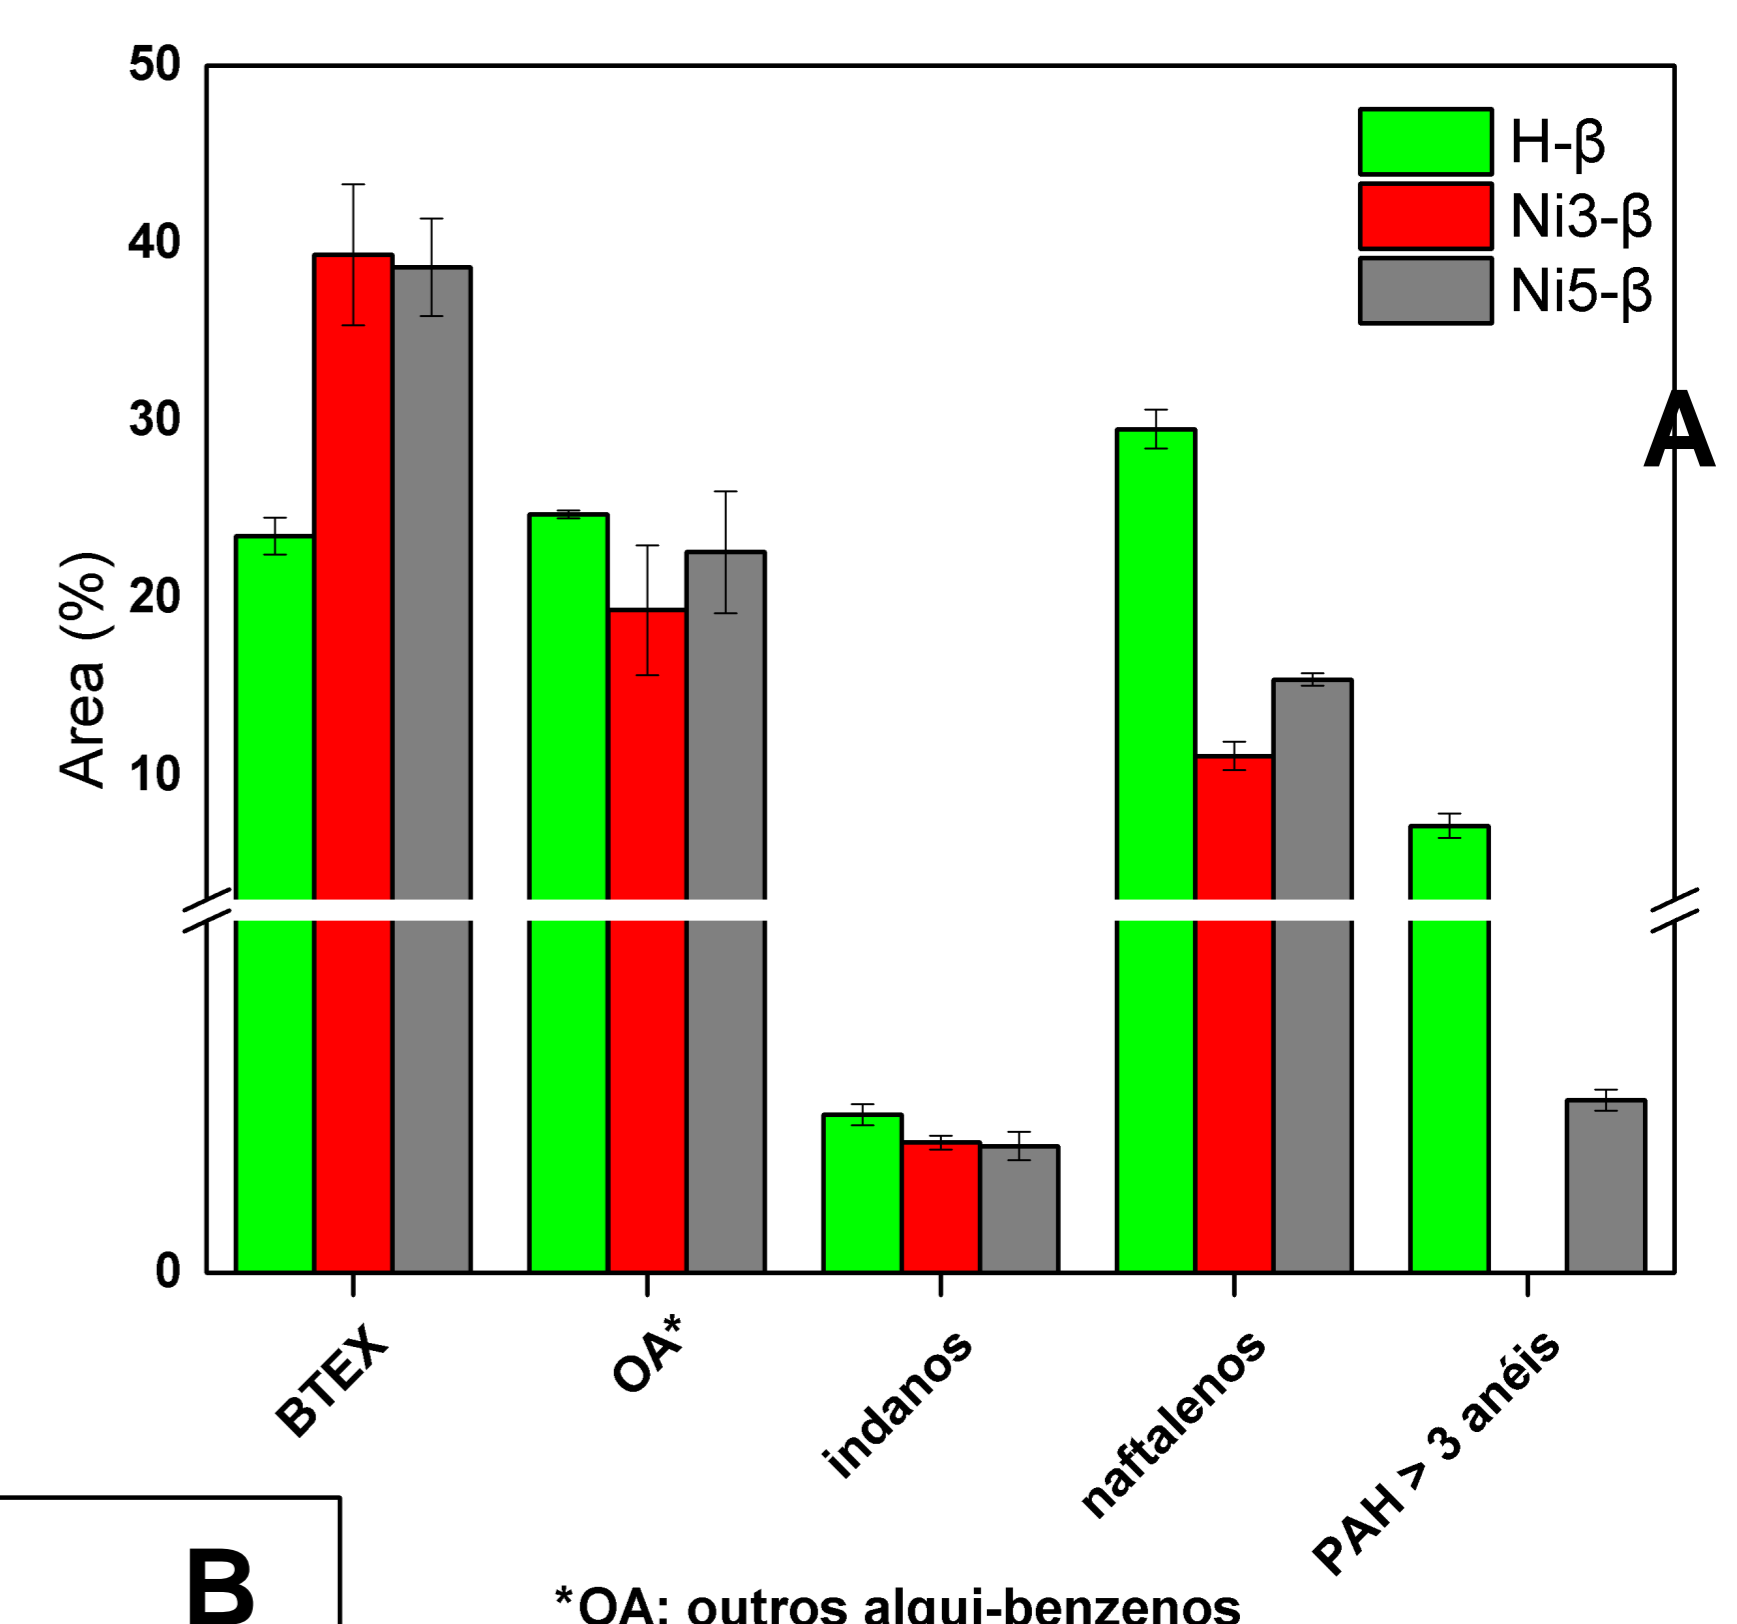 50
40
30
20
10
0
Area (%)
H-β
Ni3-β
Ni5-β
A
BTEX
OA*
indanos
naftalenos
PAH > 3 anéis
B
*OA: outros alqui-benzenos